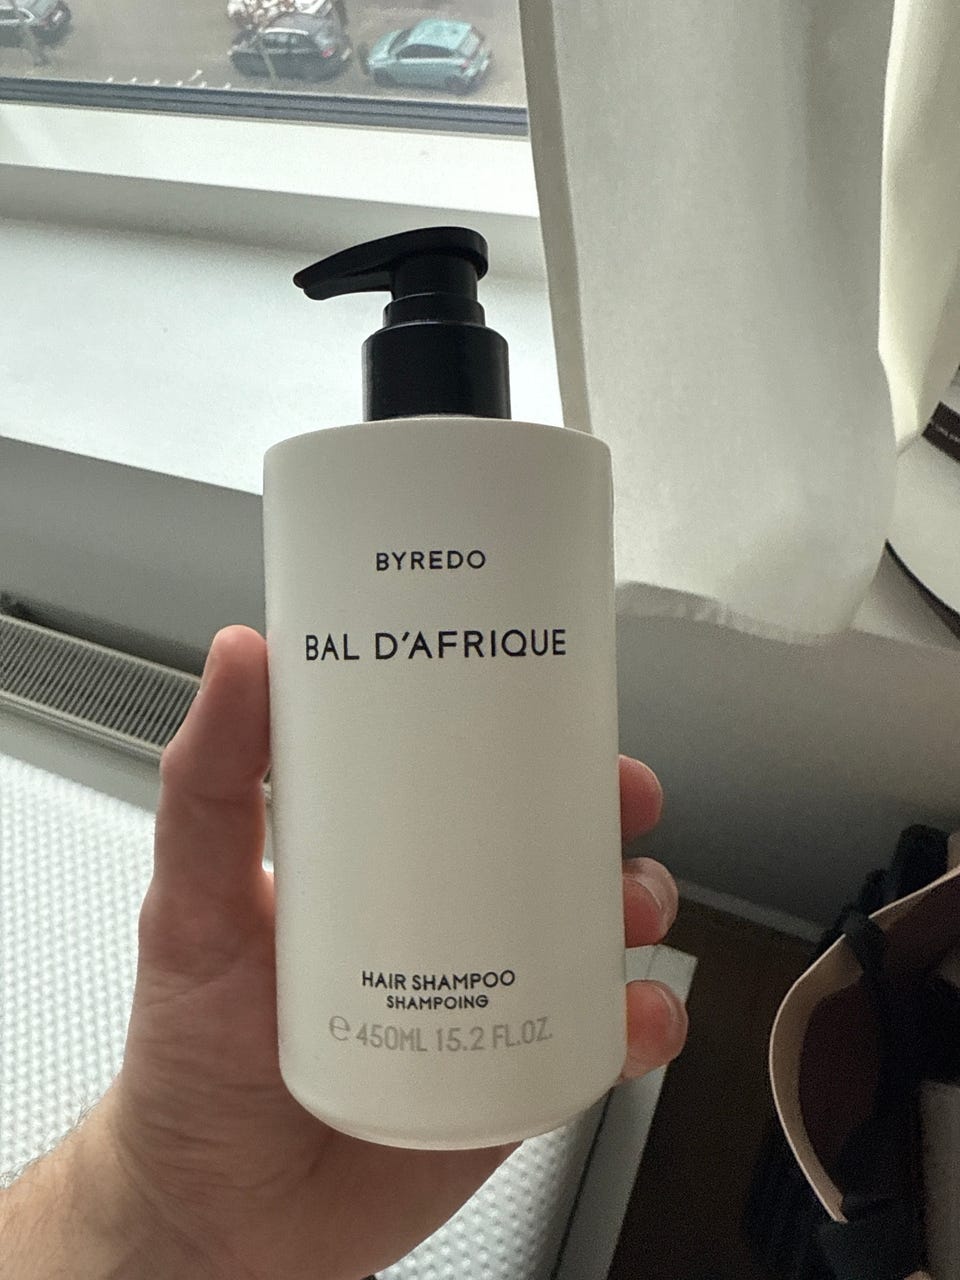 BYREDO
BAL D'AFRIQUE
HAIR SHAMPOO
SHAMPOING
℮ 450ML 15.2 FL.OZ.